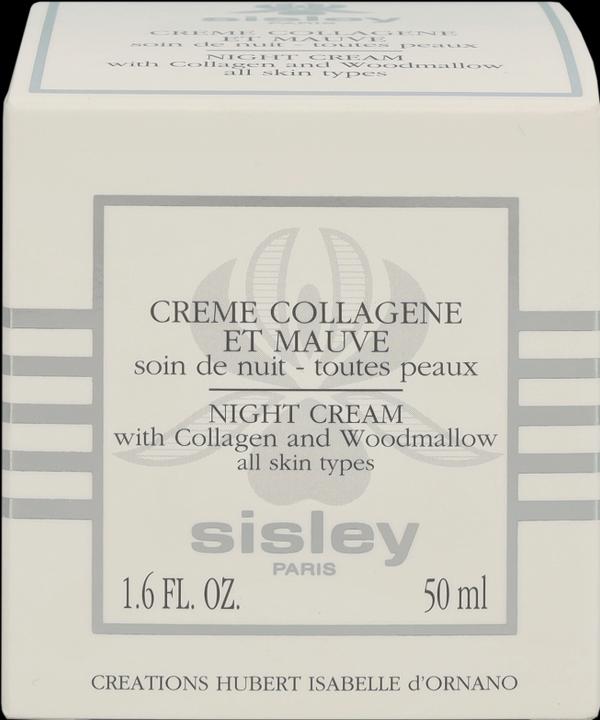 sisley
PARIS
CREME COLLAGENE
ET MAUVE
soin de nuit - toutes peaux
NIGHT CREAM
with Collagen and Woodmallow
all skin types
CREME COLLAGENE
ET MAUVE
soin de nuit - toutes peaux
NIGHT CREAM
with Collagen and Woodmallow
all skin types
sisley
PARIS
1.6 FL. OZ. 50 ml
CREATIONS HUBERT ISABELLE d'ORNANO